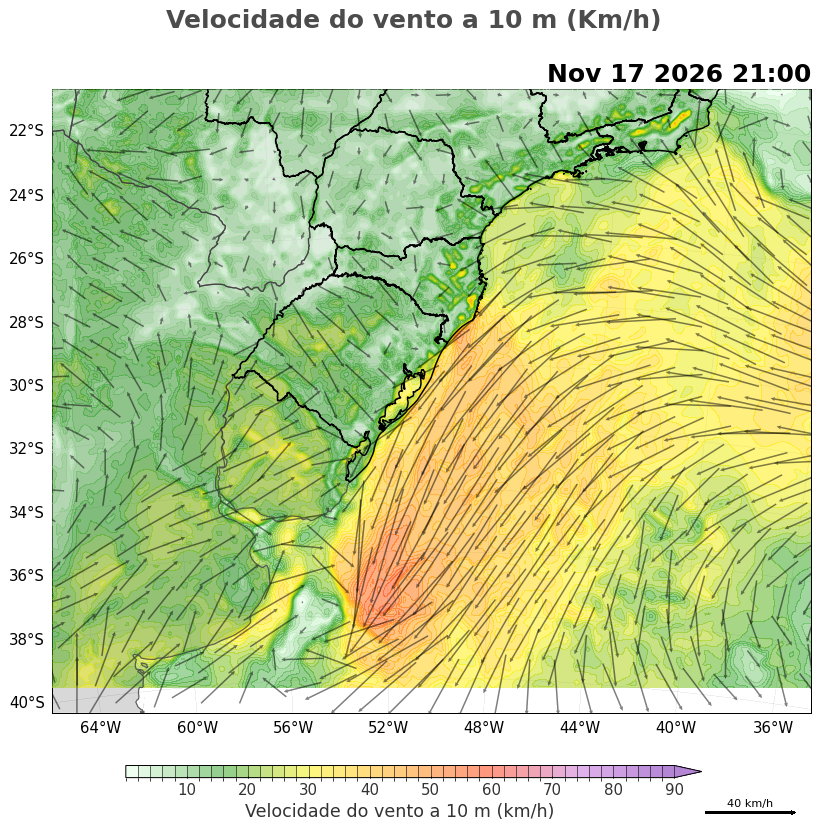 Velocidade do vento a 10 m (Km/h)
Nov 17 2026 21:00
22°S
24°S
26°S
28°S
30°S
32°S
34°S
36°S
38°S
40°S
64°W 60°W 56°W 52°W 48°W 44°W 40°W 36°W
10 20 30 40 50 60 70 80 90
Velocidade do vento a 10 m (km/h)
40 km/h